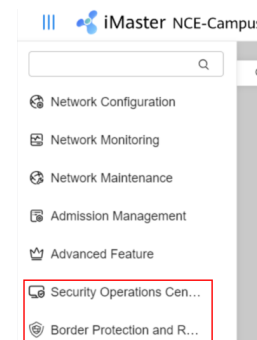 iMaster NCE-Campus
Network Configuration
Network Monitoring
Network Maintenance
Admission Management
Advanced Feature
Security Operations Cen...
Border Protection and R...